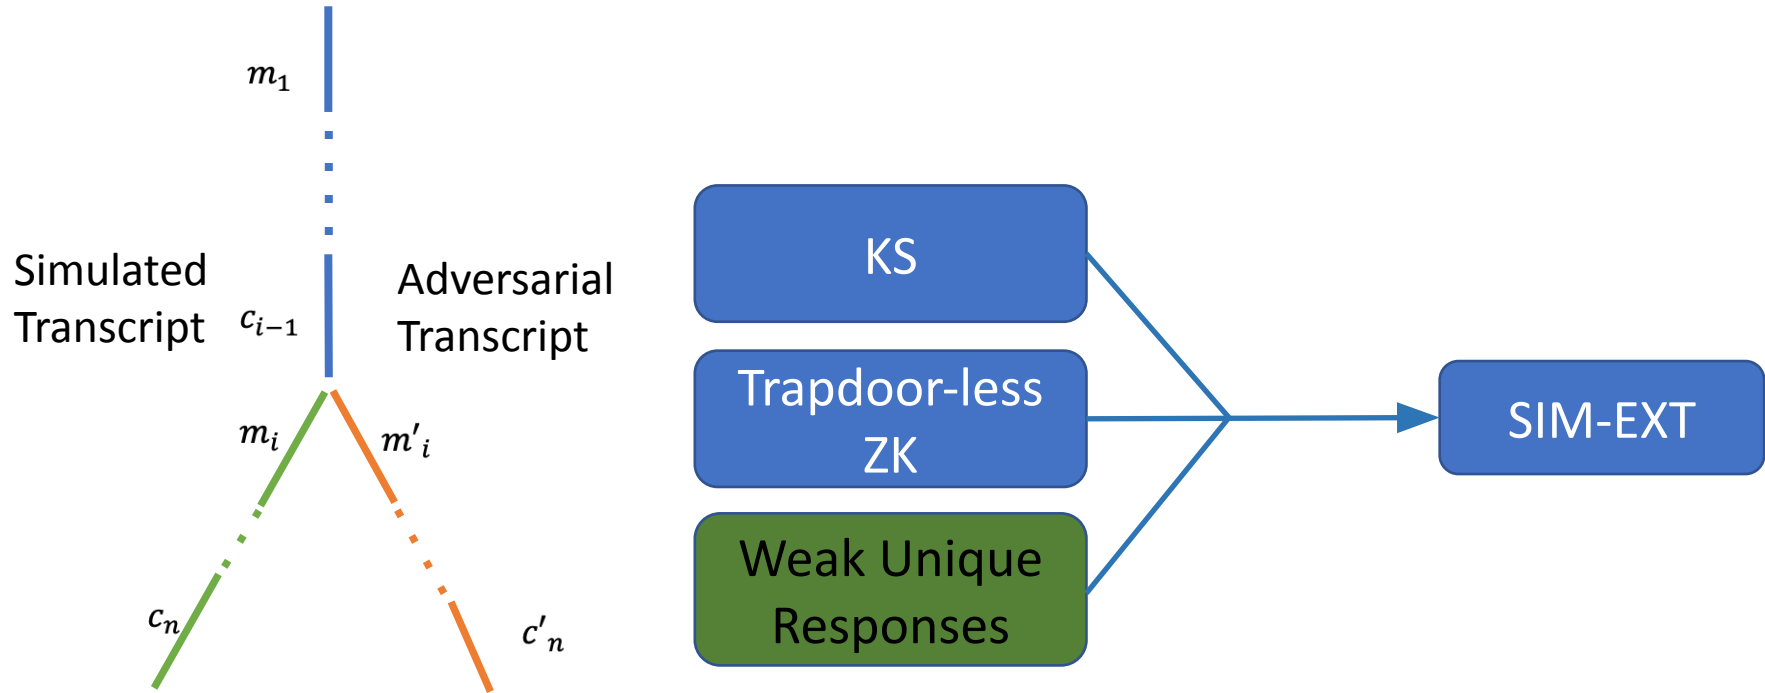 m₁
Simulated
Transcript
Adversarial
Transcript
cᵢ₋₁
mᵢ
m'ᵢ
cₙ
c'ₙ
KS
Trapdoor-less
ZK
Weak Unique
Responses
SIM-EXT